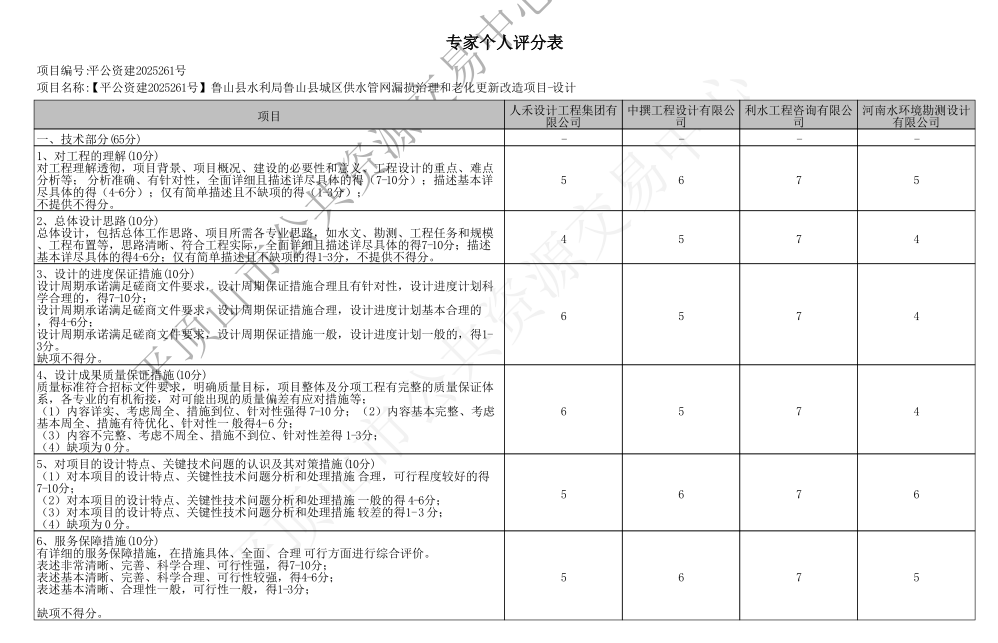 专家个人评分表
项目编号:平公资建2025261号
项目名称:【平公资建2025261号】鲁山县水利局鲁山县城区供水管网漏损治理和老化更新改造项目-设计
项目
人禾设计工程集团有限公司
中撰工程设计有限公司
利水工程咨询有限公司
河南水环境勘测设计有限公司
一、技术部分(65分)
-
-
-
-
1、对工程的理解(10分)
对工程理解透彻，项目背景、项目概况、建设的必要性和意义、工程设计的重点、难点
分析等；分析准确、有针对性，全面详细且描述详尽具体的得（7-10分）；描述基本详
尽具体的得（4-6分）；仅有简单描述且不缺项的得（1-3分）；
不提供不得分。
5
6
7
5
2、总体设计思路(10分)
总体设计，包括总体工作思路、项目所需各专业思路，如水文、勘测、工程任务和规模
、工程布置等，思路清晰、符合工程实际，全面详细且描述详尽具体的得7-10分；描述
基本详尽具体的得4-6分；仅有简单描述且不缺项的得1-3分，不提供不得分。
4
5
7
4
3、设计的进度保证措施(10分)
设计周期承诺满足磋商文件要求，设计周期保证措施合理且有针对性，设计进度计划科
学合理的，得7-10分；
设计周期承诺满足磋商文件要求，设计周期保证措施合理，设计进度计划基本合理的
，得4-6分；
设计周期承诺满足磋商文件要求，设计周期保证措施一般，设计进度计划一般的，得1-
3分。
缺项不得分。
6
5
7
4
4、设计成果质量保证措施(10分)
质量标准符合招标文件要求，明确质量目标，项目整体及分项工程有完整的质量保证体
系，各专业的有机衔接，对可能出现的质量偏差有应对措施等；
（1）内容详实、考虑周全、措施到位、针对性强得 7-10 分；（2）内容基本完整、考虑
基本周全、措施有待优化、针对性一般得4-6 分；
（3）内容不完整、考虑不周全、措施不到位、针对性差得 1-3分；
（4）缺项为 0 分。
6
5
7
4
5、对项目的设计特点、关键技术问题的认识及其对策措施(10分)
（1）对本项目的设计特点、关键性技术问题分析和处理措施 合理，可行程度较好的得
7-10分；
（2）对本项目的设计特点、关键性技术问题分析和处理措施 一般的得 4-6分；
（3）对本项目的设计特点、关键性技术问题分析和处理措施 较差的得1-3 分；
（4）缺项为 0 分。
5
6
7
6
6、服务保障措施(10分)
有详细的服务保障措施，在措施具体、全面、合理 可行方面进行综合评价。
表述非常清晰、完善、科学合理、可行性强，得7-10分；
表述基本清晰、完善、科学合理、可行性较强，得4-6分；
表述基本清晰、合理性一般，可行性一般，得1-3分；
缺项不得分。
5
6
7
5
平顶山市公共资源交易中心
平顶山市公共资源交易中心